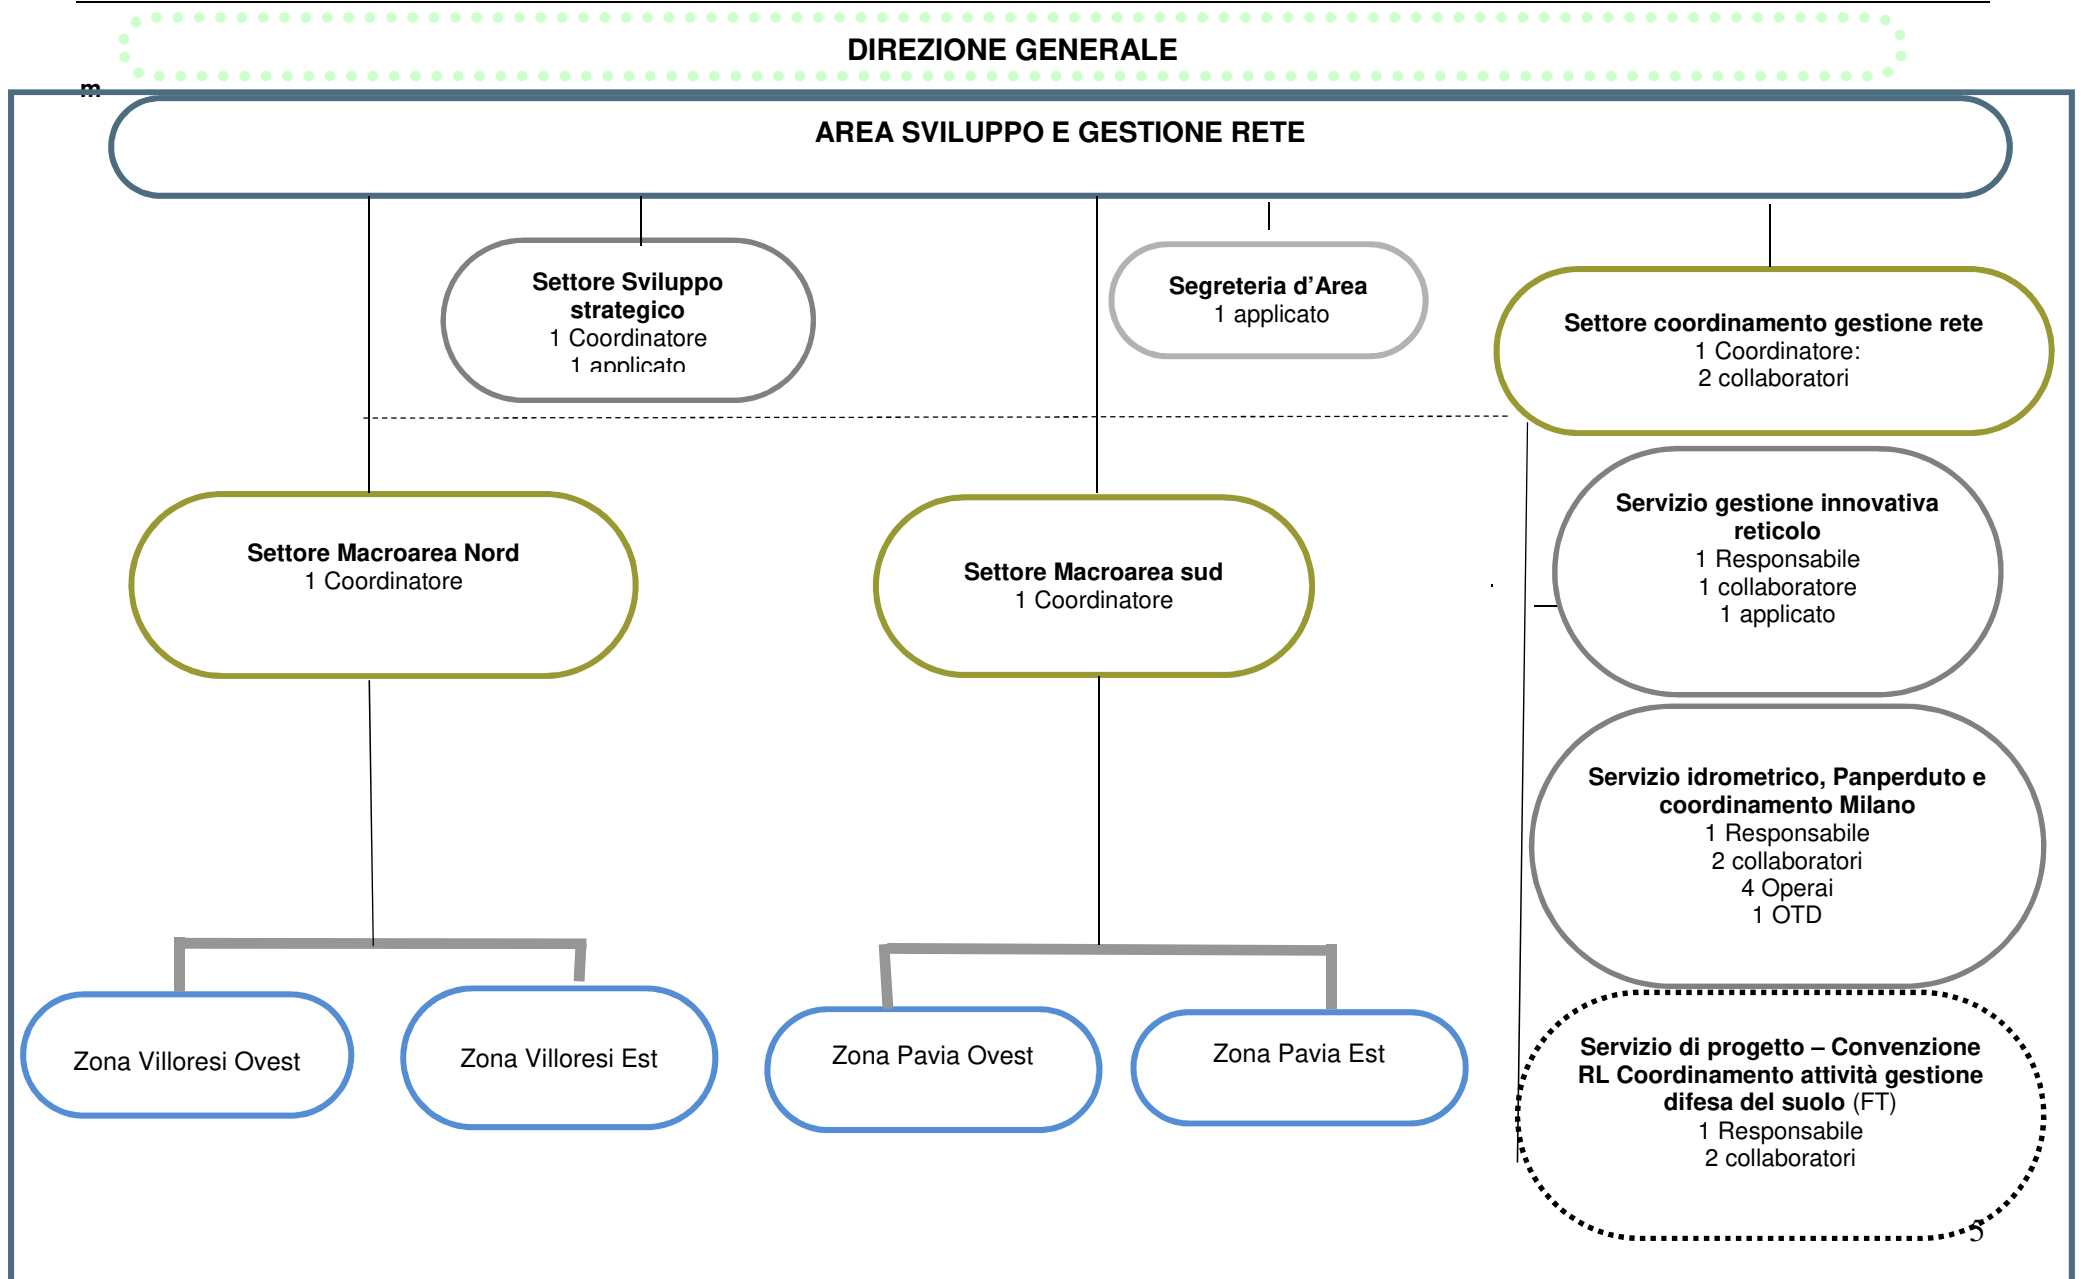 DIREZIONE GENERALE
m
AREA SVILUPPO E GESTIONE RETE
Settore Sviluppo
strategico
1 Coordinatore
1 applicato
Segreteria d’Area
1 applicato
Settore coordinamento gestione rete
1 Coordinatore:
2 collaboratori
Settore Macroarea Nord
1 Coordinatore
Settore Macroarea sud
1 Coordinatore
Servizio gestione innovativa
reticolo
1 Responsabile
1 collaboratore
1 applicato
Servizio idrometrico, Panperduto e
coordinamento Milano
1 Responsabile
2 collaboratori
4 Operai
1 OTD
Zona Villoresi Ovest
Zona Villoresi Est
Zona Pavia Ovest
Zona Pavia Est
Servizio di progetto – Convenzione
RL Coordinamento attività gestione
difesa del suolo (FT)
1 Responsabile
2 collaboratori
5